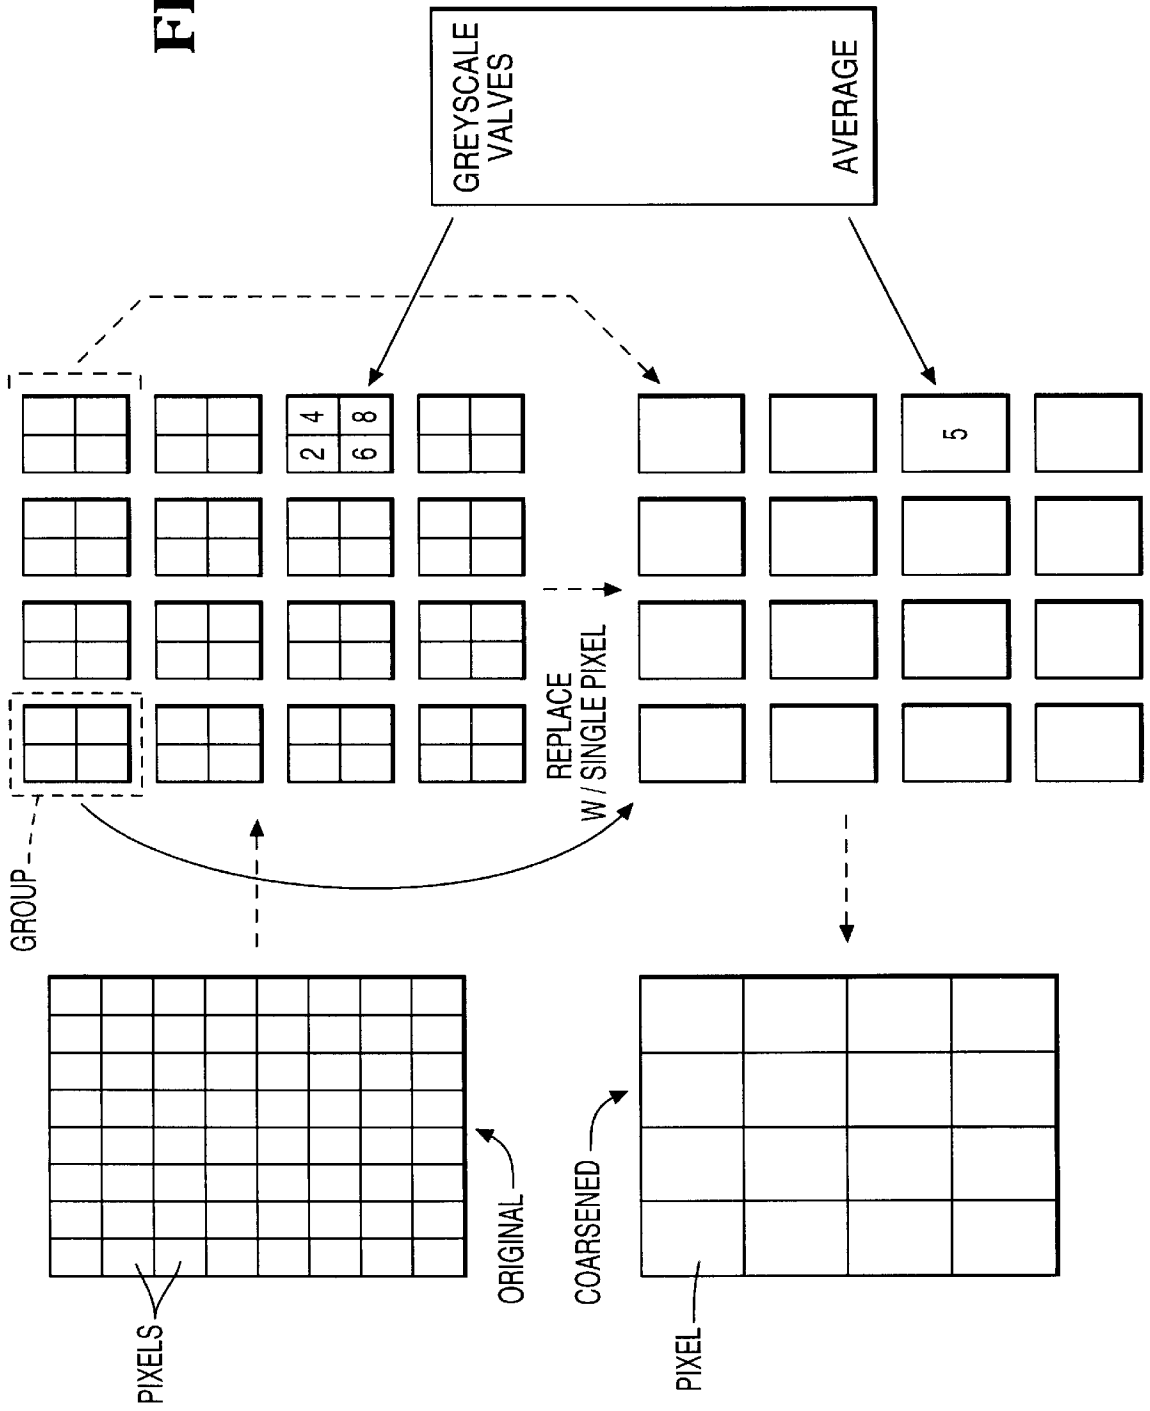 FI
GREYSCALE
VALVES
AVERAGE
GROUP
2 4
6 8
REPLACE
W / SINGLE PIXEL
5
PIXELS
ORIGINAL
COARSENED
PIXEL